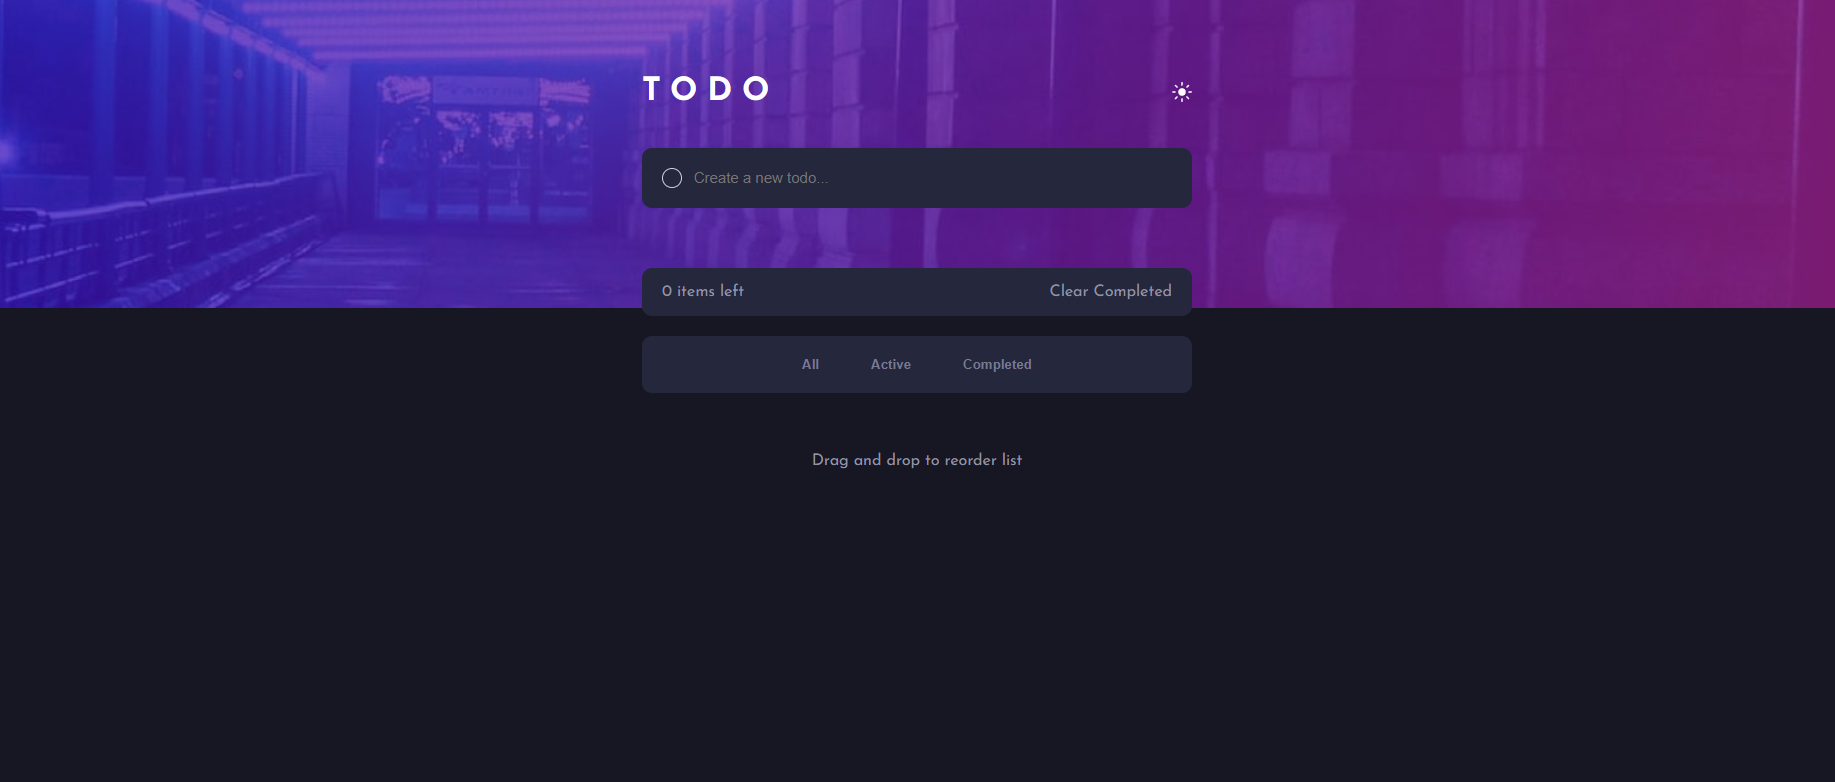 TODO
Create a new todo...
0 items left Clear Completed
All Active Completed
Drag and drop to reorder list